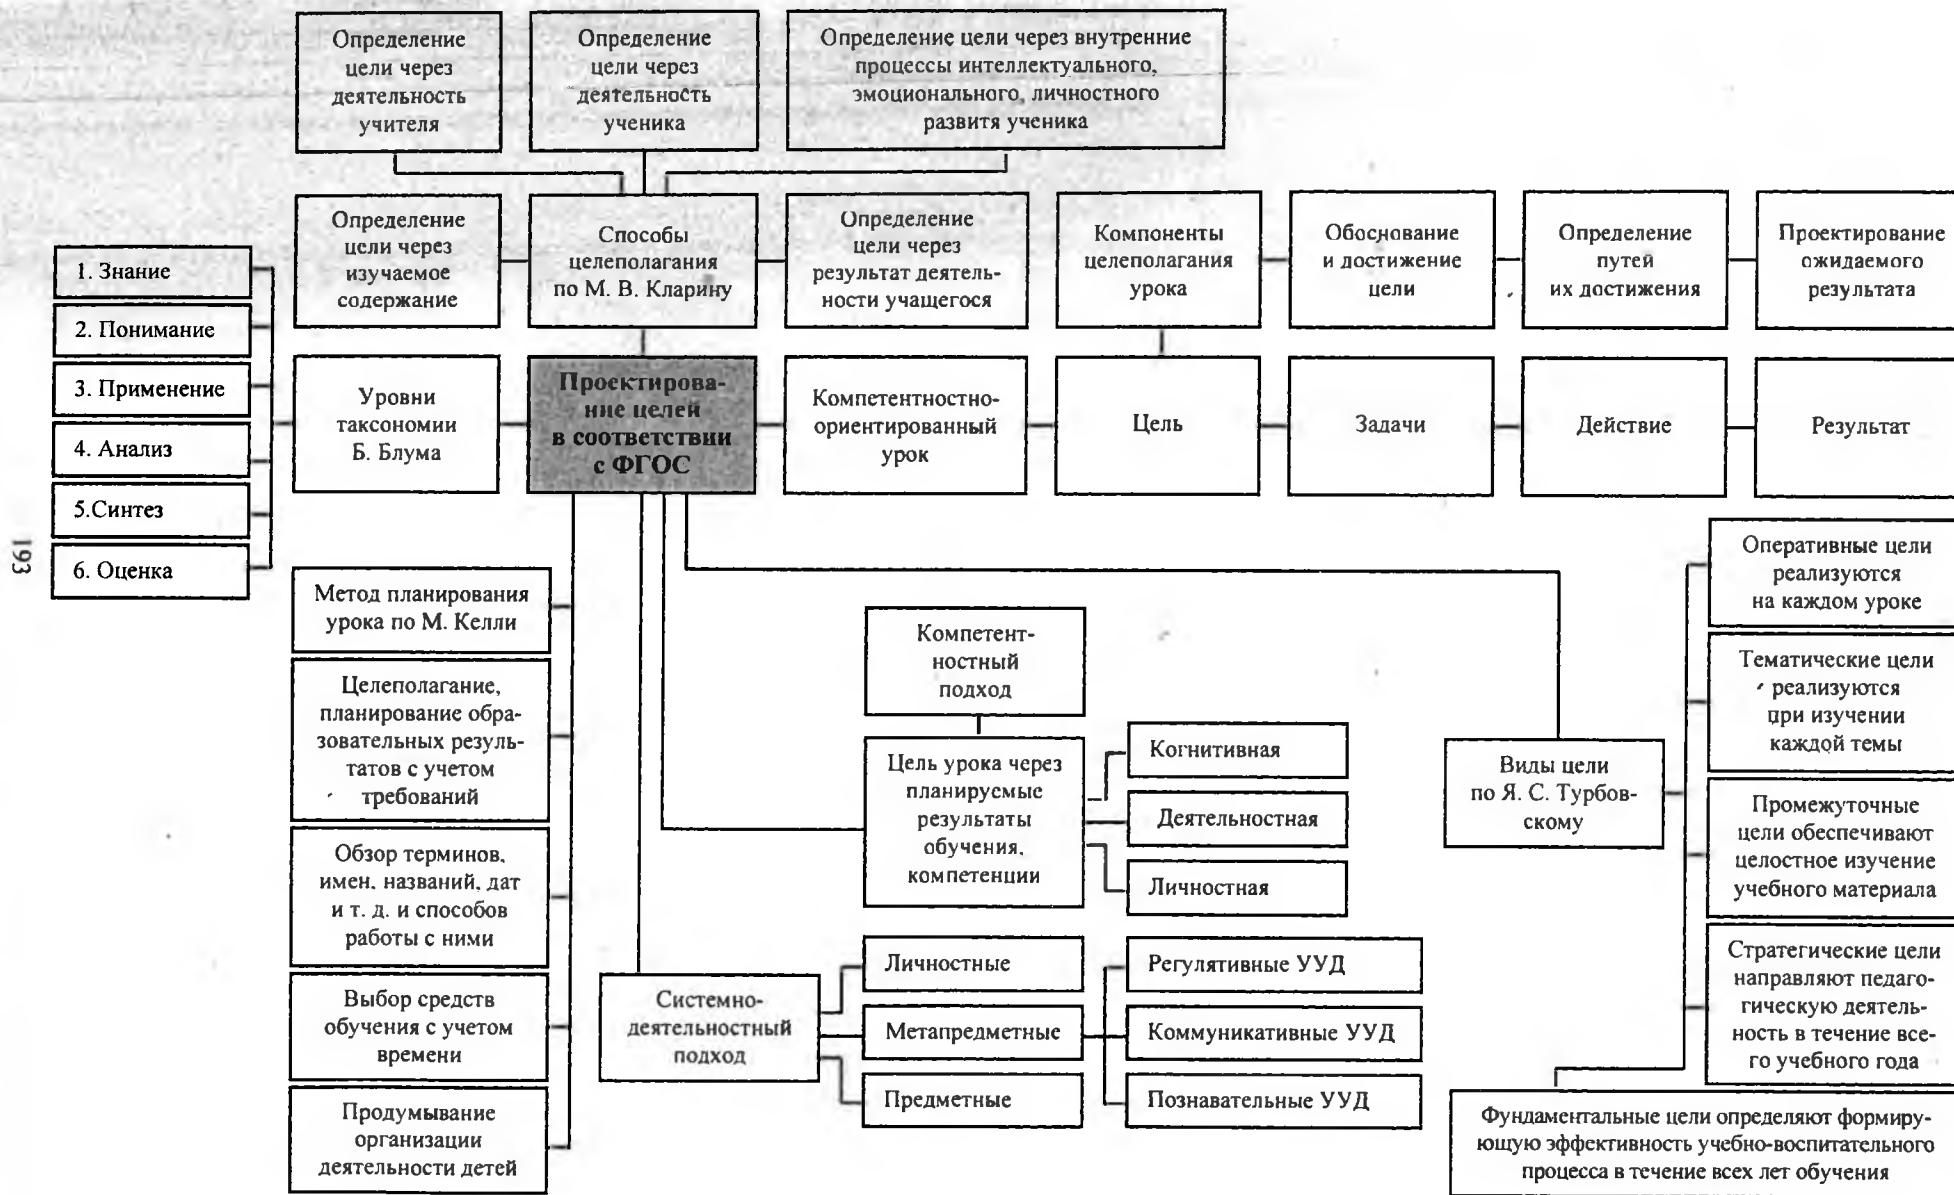 Определение
цели через
деятельность
учителя
Определение
цели через
деятельность
ученика
Определение цели через внутренние
процессы интеллектуального,
эмоционального, личностного
развитя ученика
Определение
цели через
изучаемое
содержание
Способы
целеполагания
по М. В. Кларину
Определение
цели через
результат деятель-
ности учащегося
Компоненты
целеполагания
урока
Обоснование
и достижение
цели
Определение
путей
их достижения
Проектирование
ожидаемого
результата
1. Знание
2. Понимание
3. Применение
4. Анализ
5.Синтез
6. Оценка
Уровни
таксономии
Б. Блума
Проектирова-
ние целей
в соответствии
с ФГОС
Компетентностно-
ориентированный
урок
Цель
Задачи
Действие
Результат
Метод планирования
урока по М. Келли
Целеполагание,
планирование обра-
зовательных резуль-
татов с учетом
требований
Обзор терминов,
имен, названий, дат
и т. д. и способов
работы с ними
Выбор средств
обучения с учетом
времени
Продумывание
организации
деятельности детей
Компетент-
ностный
подход
Цель урока через
планируемые
результаты
обучения,
компетенции
Когнитивная
Деятельностная
Личностная
Системно-
деятельностный
подход
Личностные
Метапредметные
Предметные
Регулятивные УУД
Коммуникативные УУД
Познавательные УУД
Виды цели
по Я. С. Турбов-
скому
Оперативные цели
реализуются
на каждом уроке
Тематические цели
реализуются
при изучении
каждой темы
Промежуточные
цели обеспечивают
целостное изучение
учебного материала
Стратегические цели
направляют педаго-
гическую деятель-
ность в течение все-
го учебного года
Фундаментальные цели определяют формиру-
ющую эффективность учебно-воспитательного
процесса в течение всех лет обучения
193